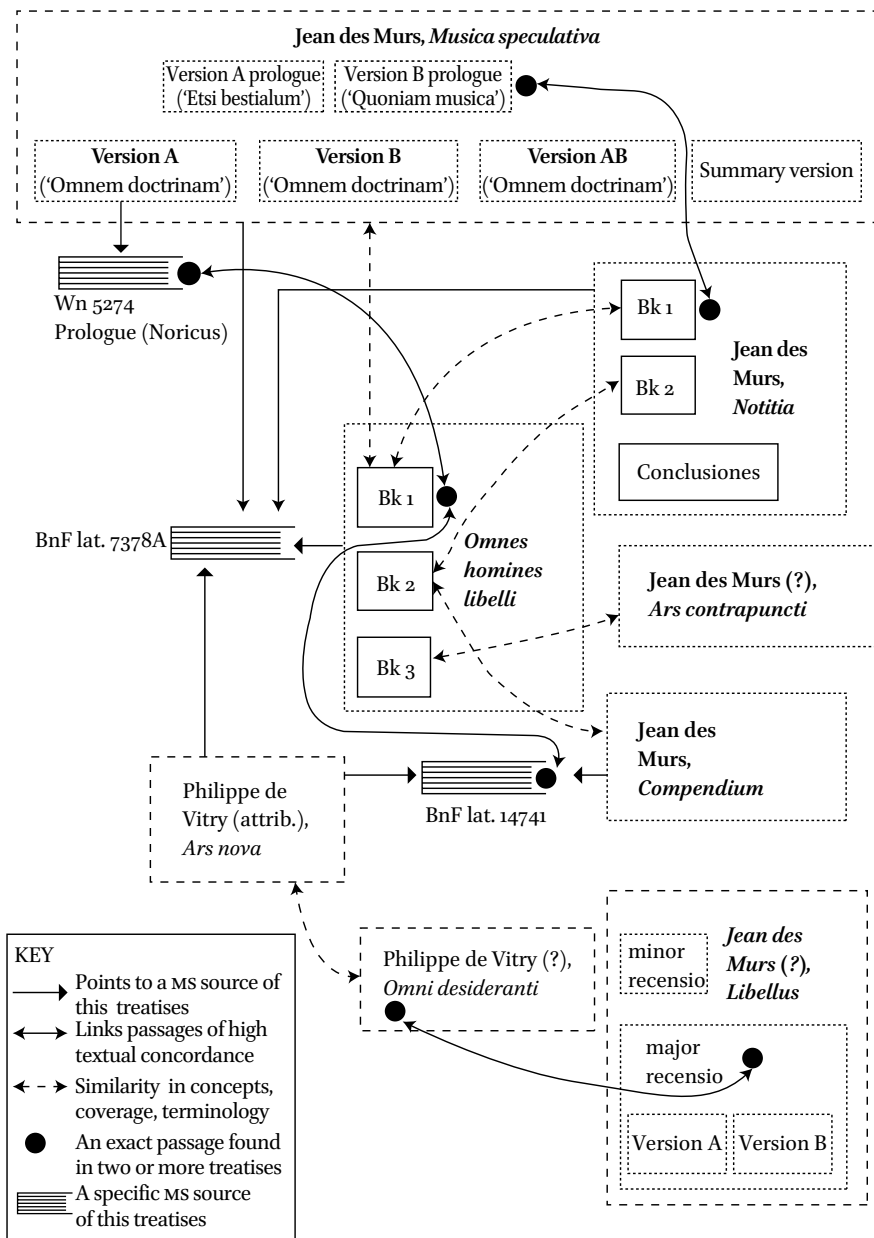 Jean des Murs, Musica speculativa
Version A prologue
('Etsi bestialum')
Version B prologue
('Quoniam musica')
Version A
('Omnem doctrinam')
Version B
('Omnem doctrinam')
Version AB
('Omnem doctrinam')
Summary version
Wn 5274
Prologue (Noricus)
Bk 1
Bk 2
Conclusiones
Jean des
Murs,
Notitia
BnF lat. 7378A
Bk 1
Bk 2
Bk 3
Omnes
homines
libelli
Jean des Murs (?),
Ars contrapuncti
Jean des
Murs,
Compendium
Philippe de
Vitry (attrib.),
Ars nova
BnF lat. 14741
Philippe de Vitry (?),
Omni desideranti
minor
recensio
Jean des
Murs (?),
Libellus
major
recensio
Version A
Version B
KEY
Points to a MS source of
this treatises
Links passages of high
textual concordance
Similarity in concepts,
coverage, terminology
An exact passage found
in two or more treatises
A specific MS source
of this treatises